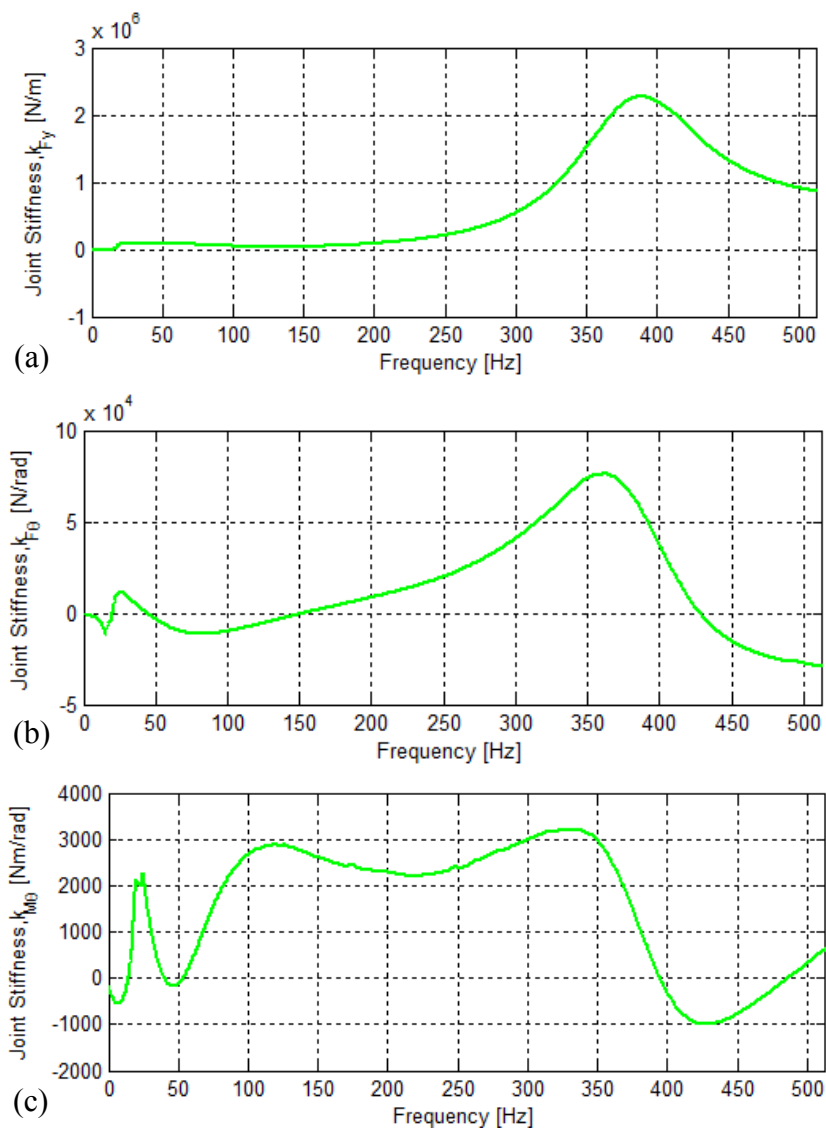 x 10^6
3
2
1
0
-1
Joint Stiffness,k_Fy [N/m]
0 50 100 150 200 250 300 350 400 450 500
Frequency [Hz]
(a)
x 10^4
10
5
0
-5
Joint Stiffness,k_Fθ [N/rad]
0 50 100 150 200 250 300 350 400 450 500
Frequency [Hz]
(b)
4000
3000
2000
1000
0
-1000
-2000
Joint Stiffness,k_Mθ [Nm/rad]
0 50 100 150 200 250 300 350 400 450 500
Frequency [Hz]
(c)